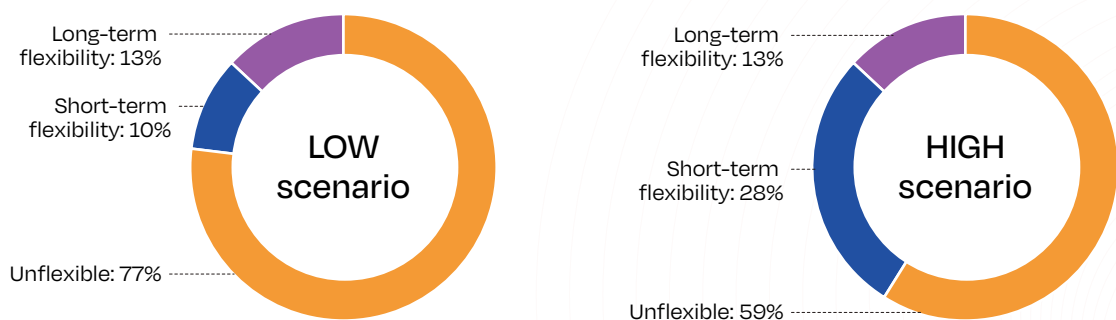 Long-term
flexibility: 13%
Short-term
flexibility: 10%
LOW
scenario
Unflexible: 77%
Long-term
flexibility: 13%
Short-term
flexibility: 28%
HIGH
scenario
Unflexible: 59%